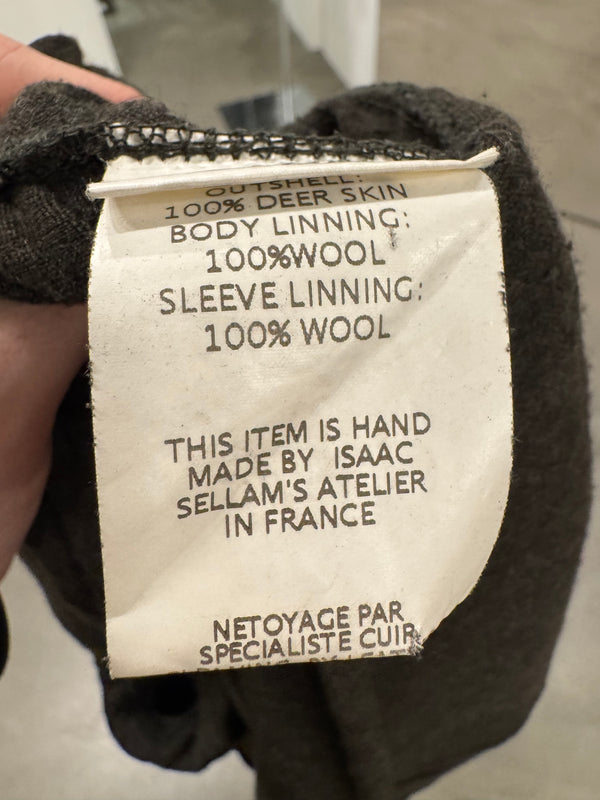 OUTSHELL:
100% DEER SKIN
BODY LINNING:
100%WOOL
SLEEVE LINNING:
100% WOOL
THIS ITEM IS HAND
MADE BY ISAAC
SELLAM'S ATELIER
IN FRANCE
NETOYAGE PAR
SPECIALISTE CUIR